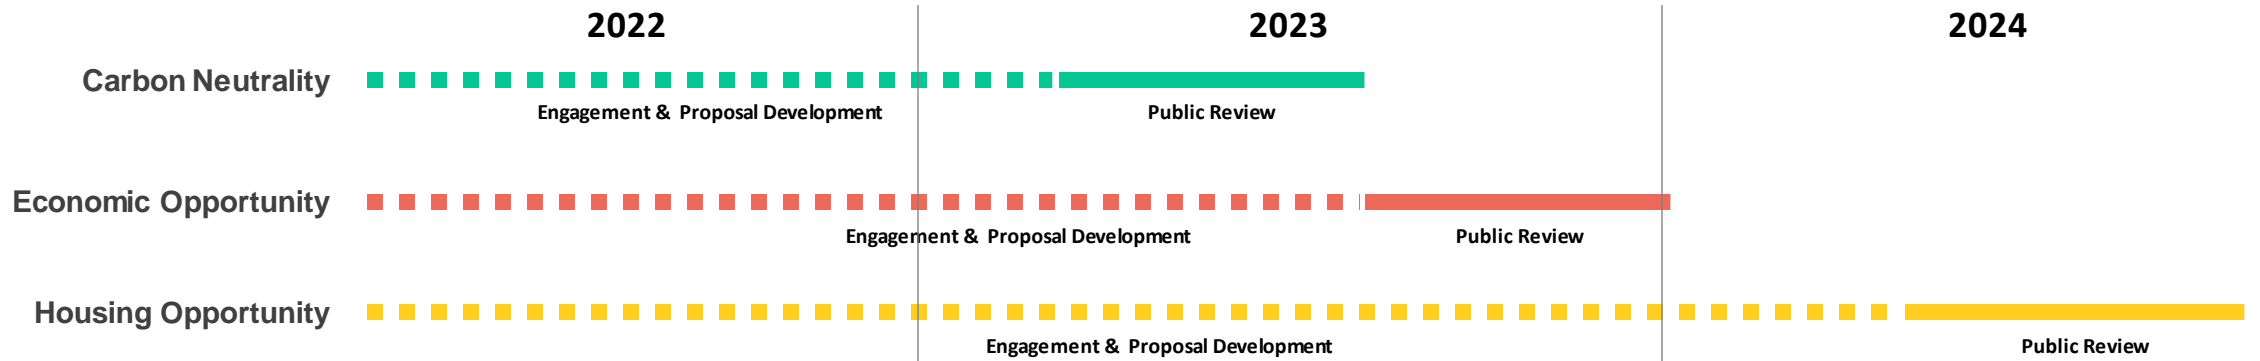 2022 2023 2024
Carbon Neutrality
Engagement & Proposal Development Public Review
Economic Opportunity
Engagement & Proposal Development Public Review
Housing Opportunity
Engagement & Proposal Development Public Review